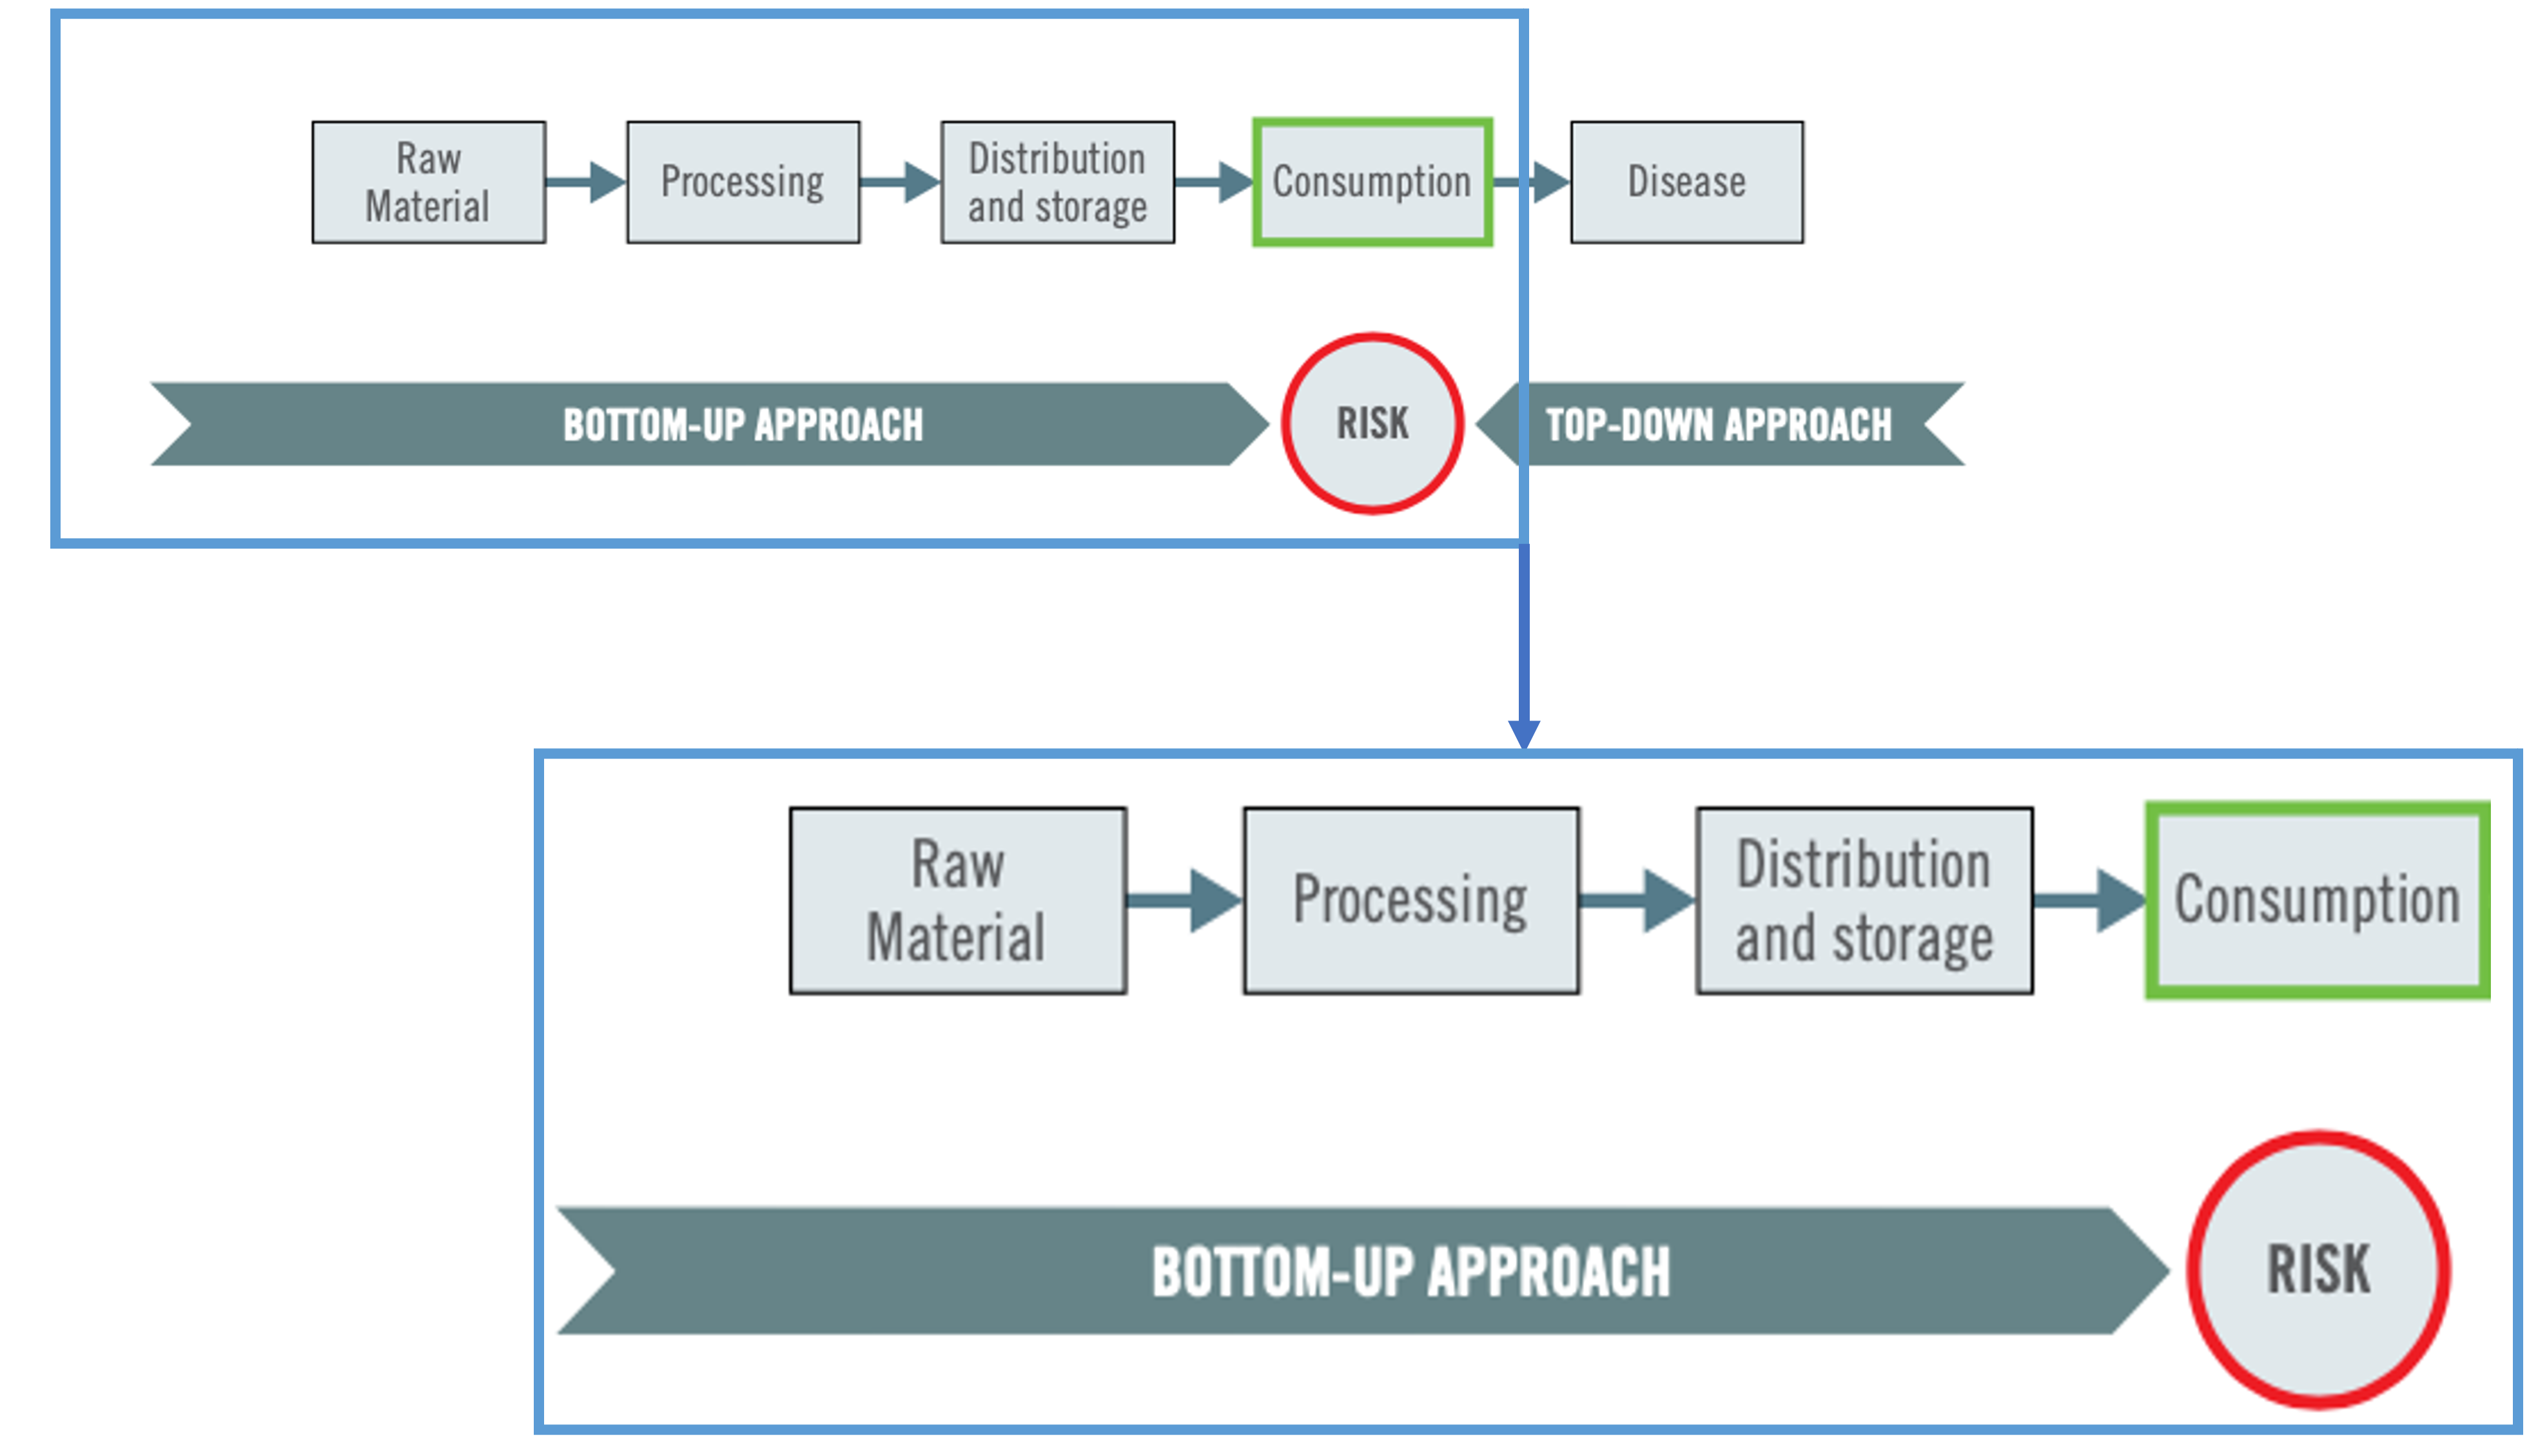 Raw
Material
Processing
Distribution
and storage
Consumption
Disease
BOTTOM-UP APPROACH
RISK
TOP-DOWN APPROACH
Raw
Material
Processing
Distribution
and storage
Consumption
BOTTOM-UP APPROACH
RISK